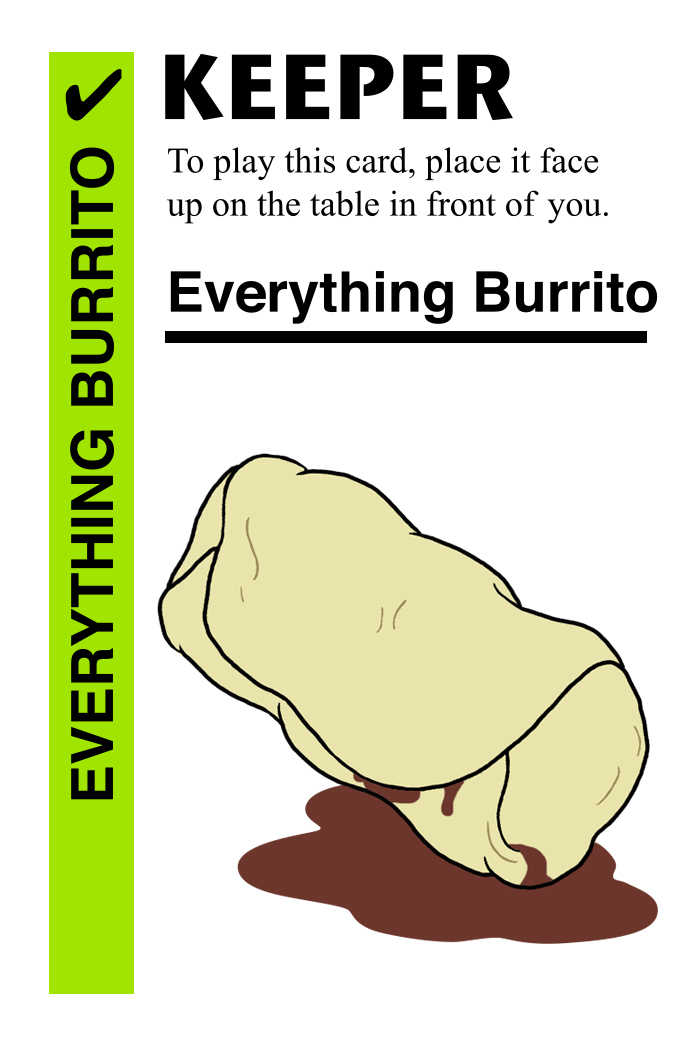 ✔ KEEPER
To play this card, place it face
up on the table in front of you.
Everything Burrito
EVERYTHING BURRITO